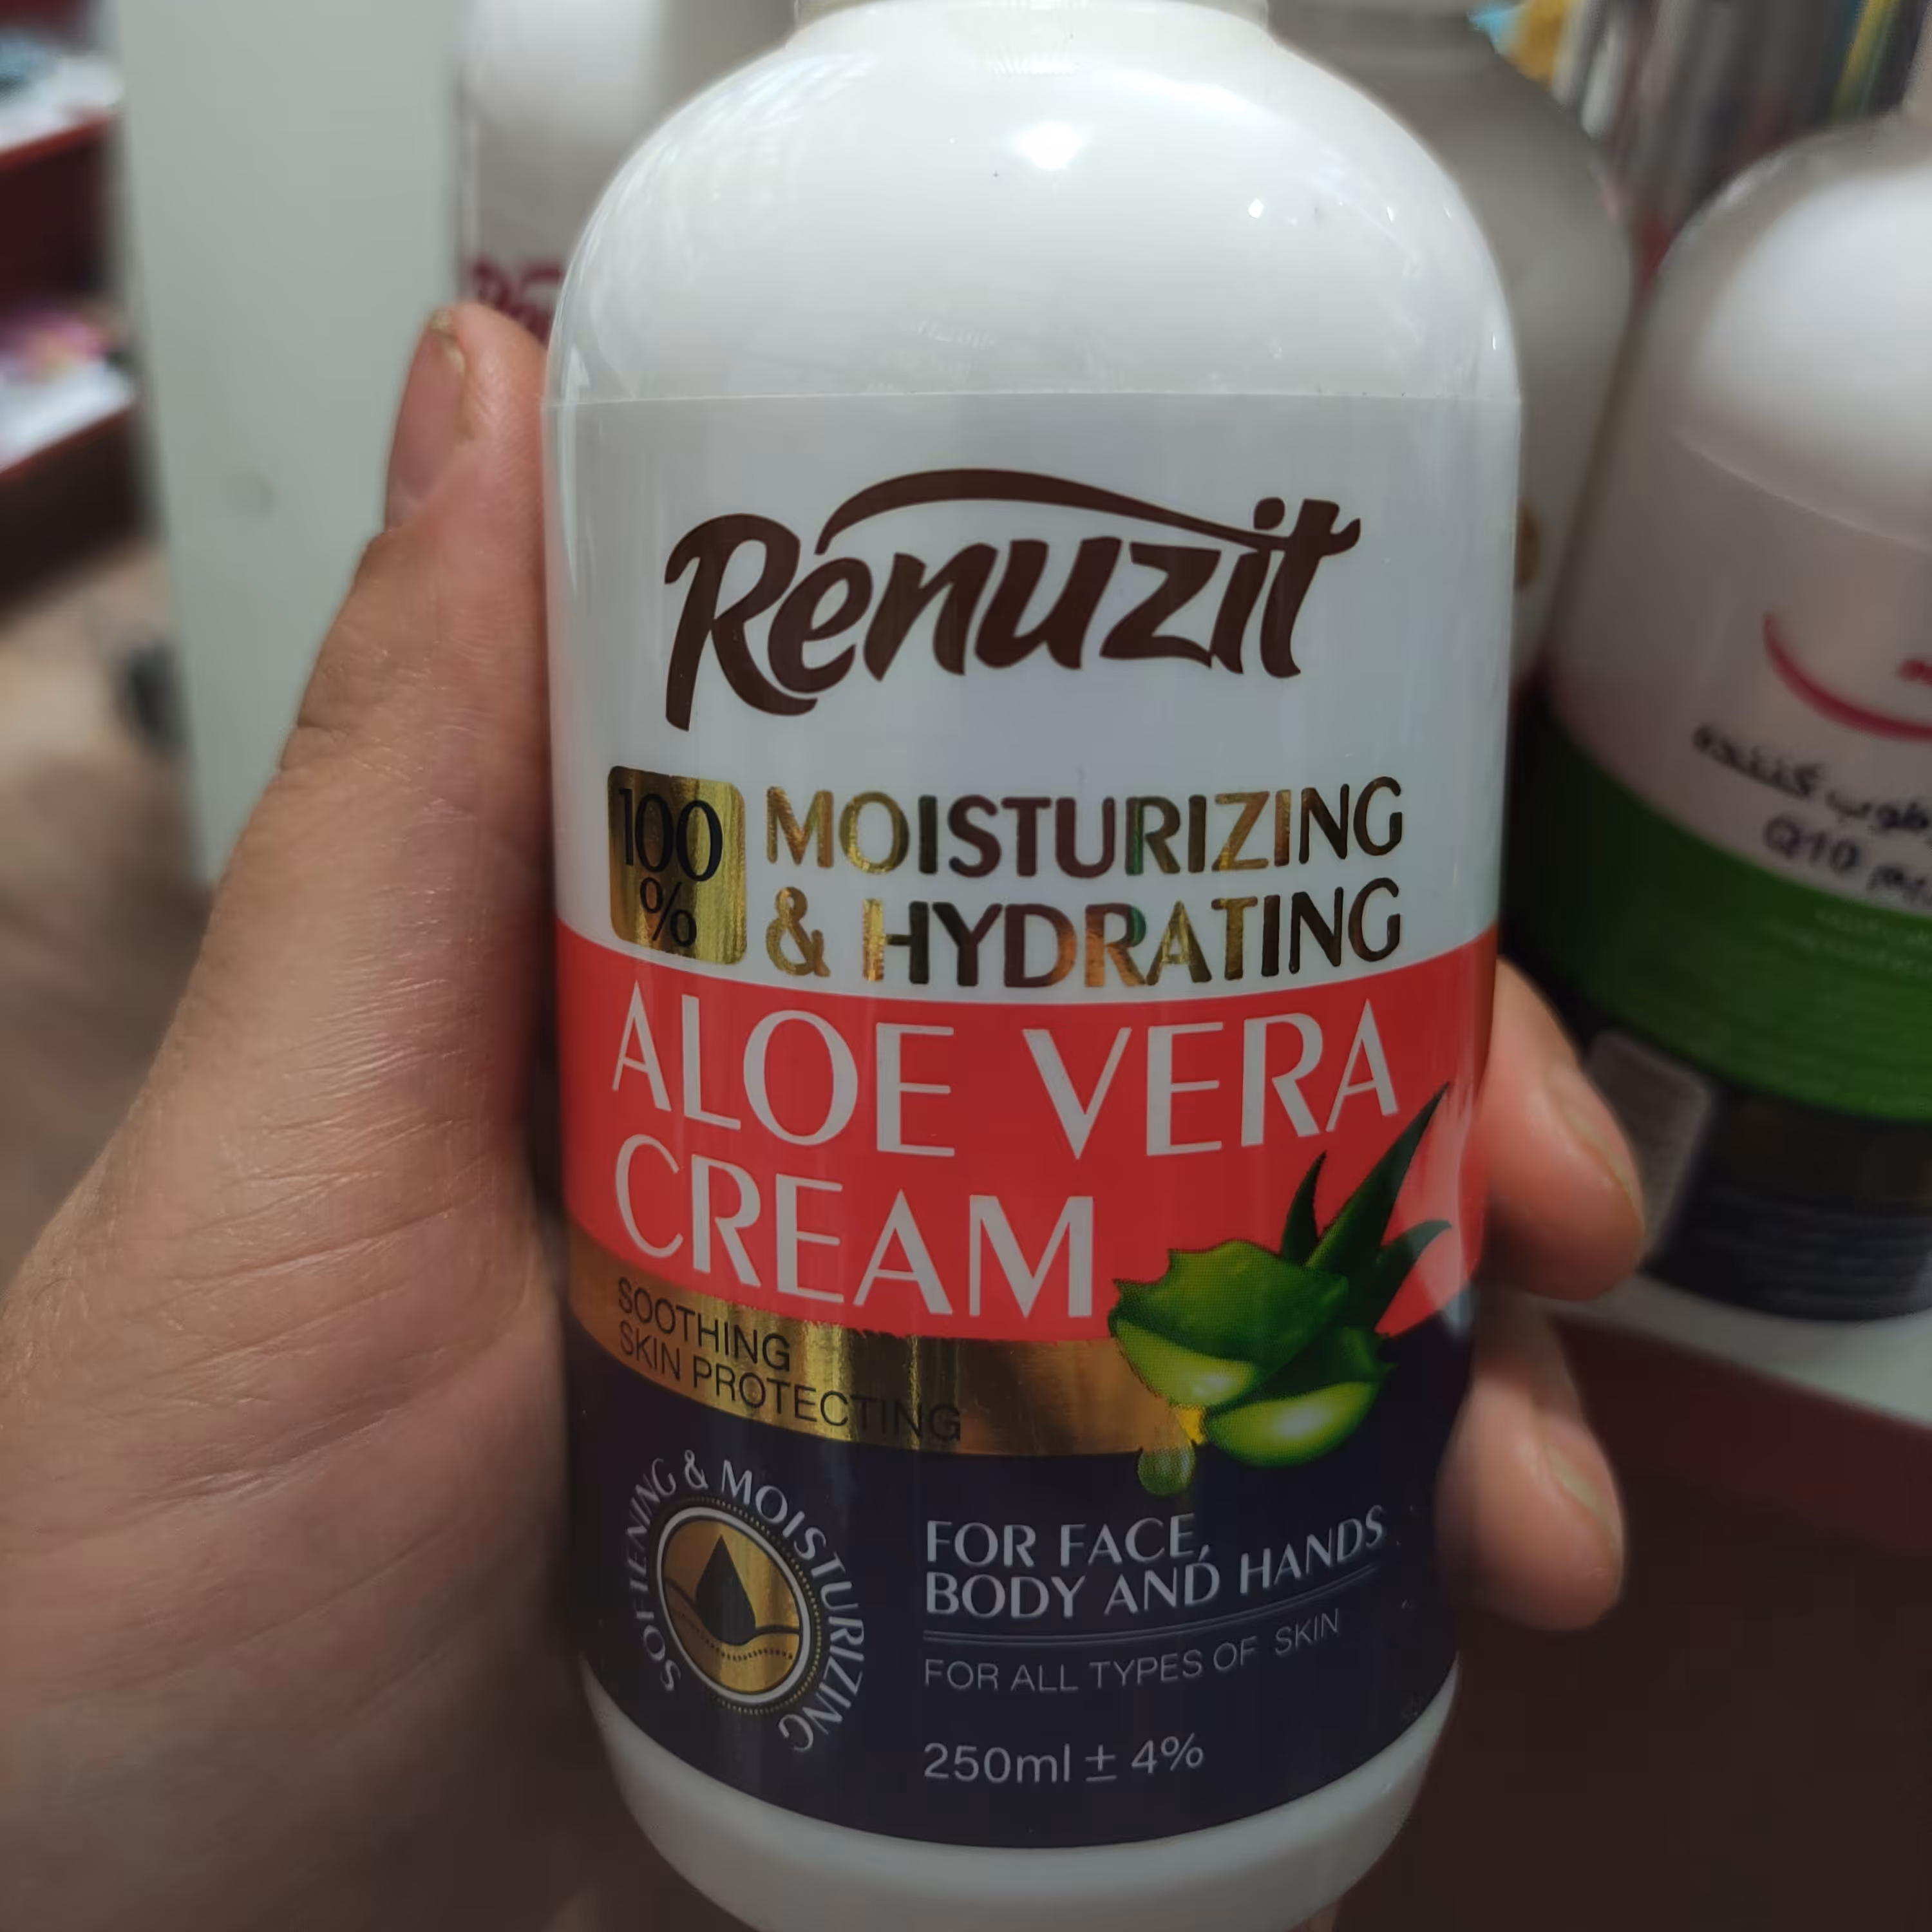 Renuzit
100
%
MOISTURIZING
& HYDRATING
ALOE VERA
CREAM
SOOTHING
SKIN PROTECTING
SOFTENING & MOISTURIZING
FOR FACE,
BODY AND HANDS
FOR ALL TYPES OF SKIN
250ml ± 4%
کننده
Q10